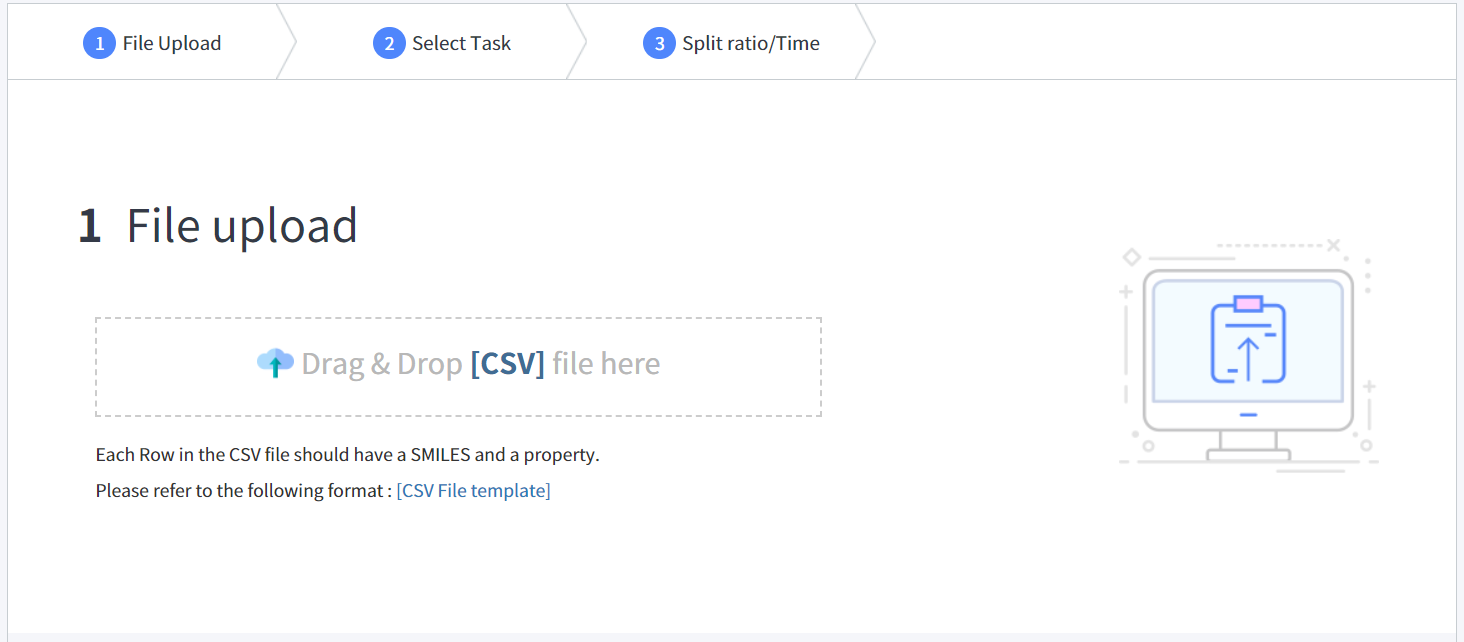 1 File Upload
2 Select Task
3 Split ratio/Time
1 File upload
Drag & Drop [CSV] file here
Each Row in the CSV file should have a SMILES and a property.
Please refer to the following format : [CSV File template]